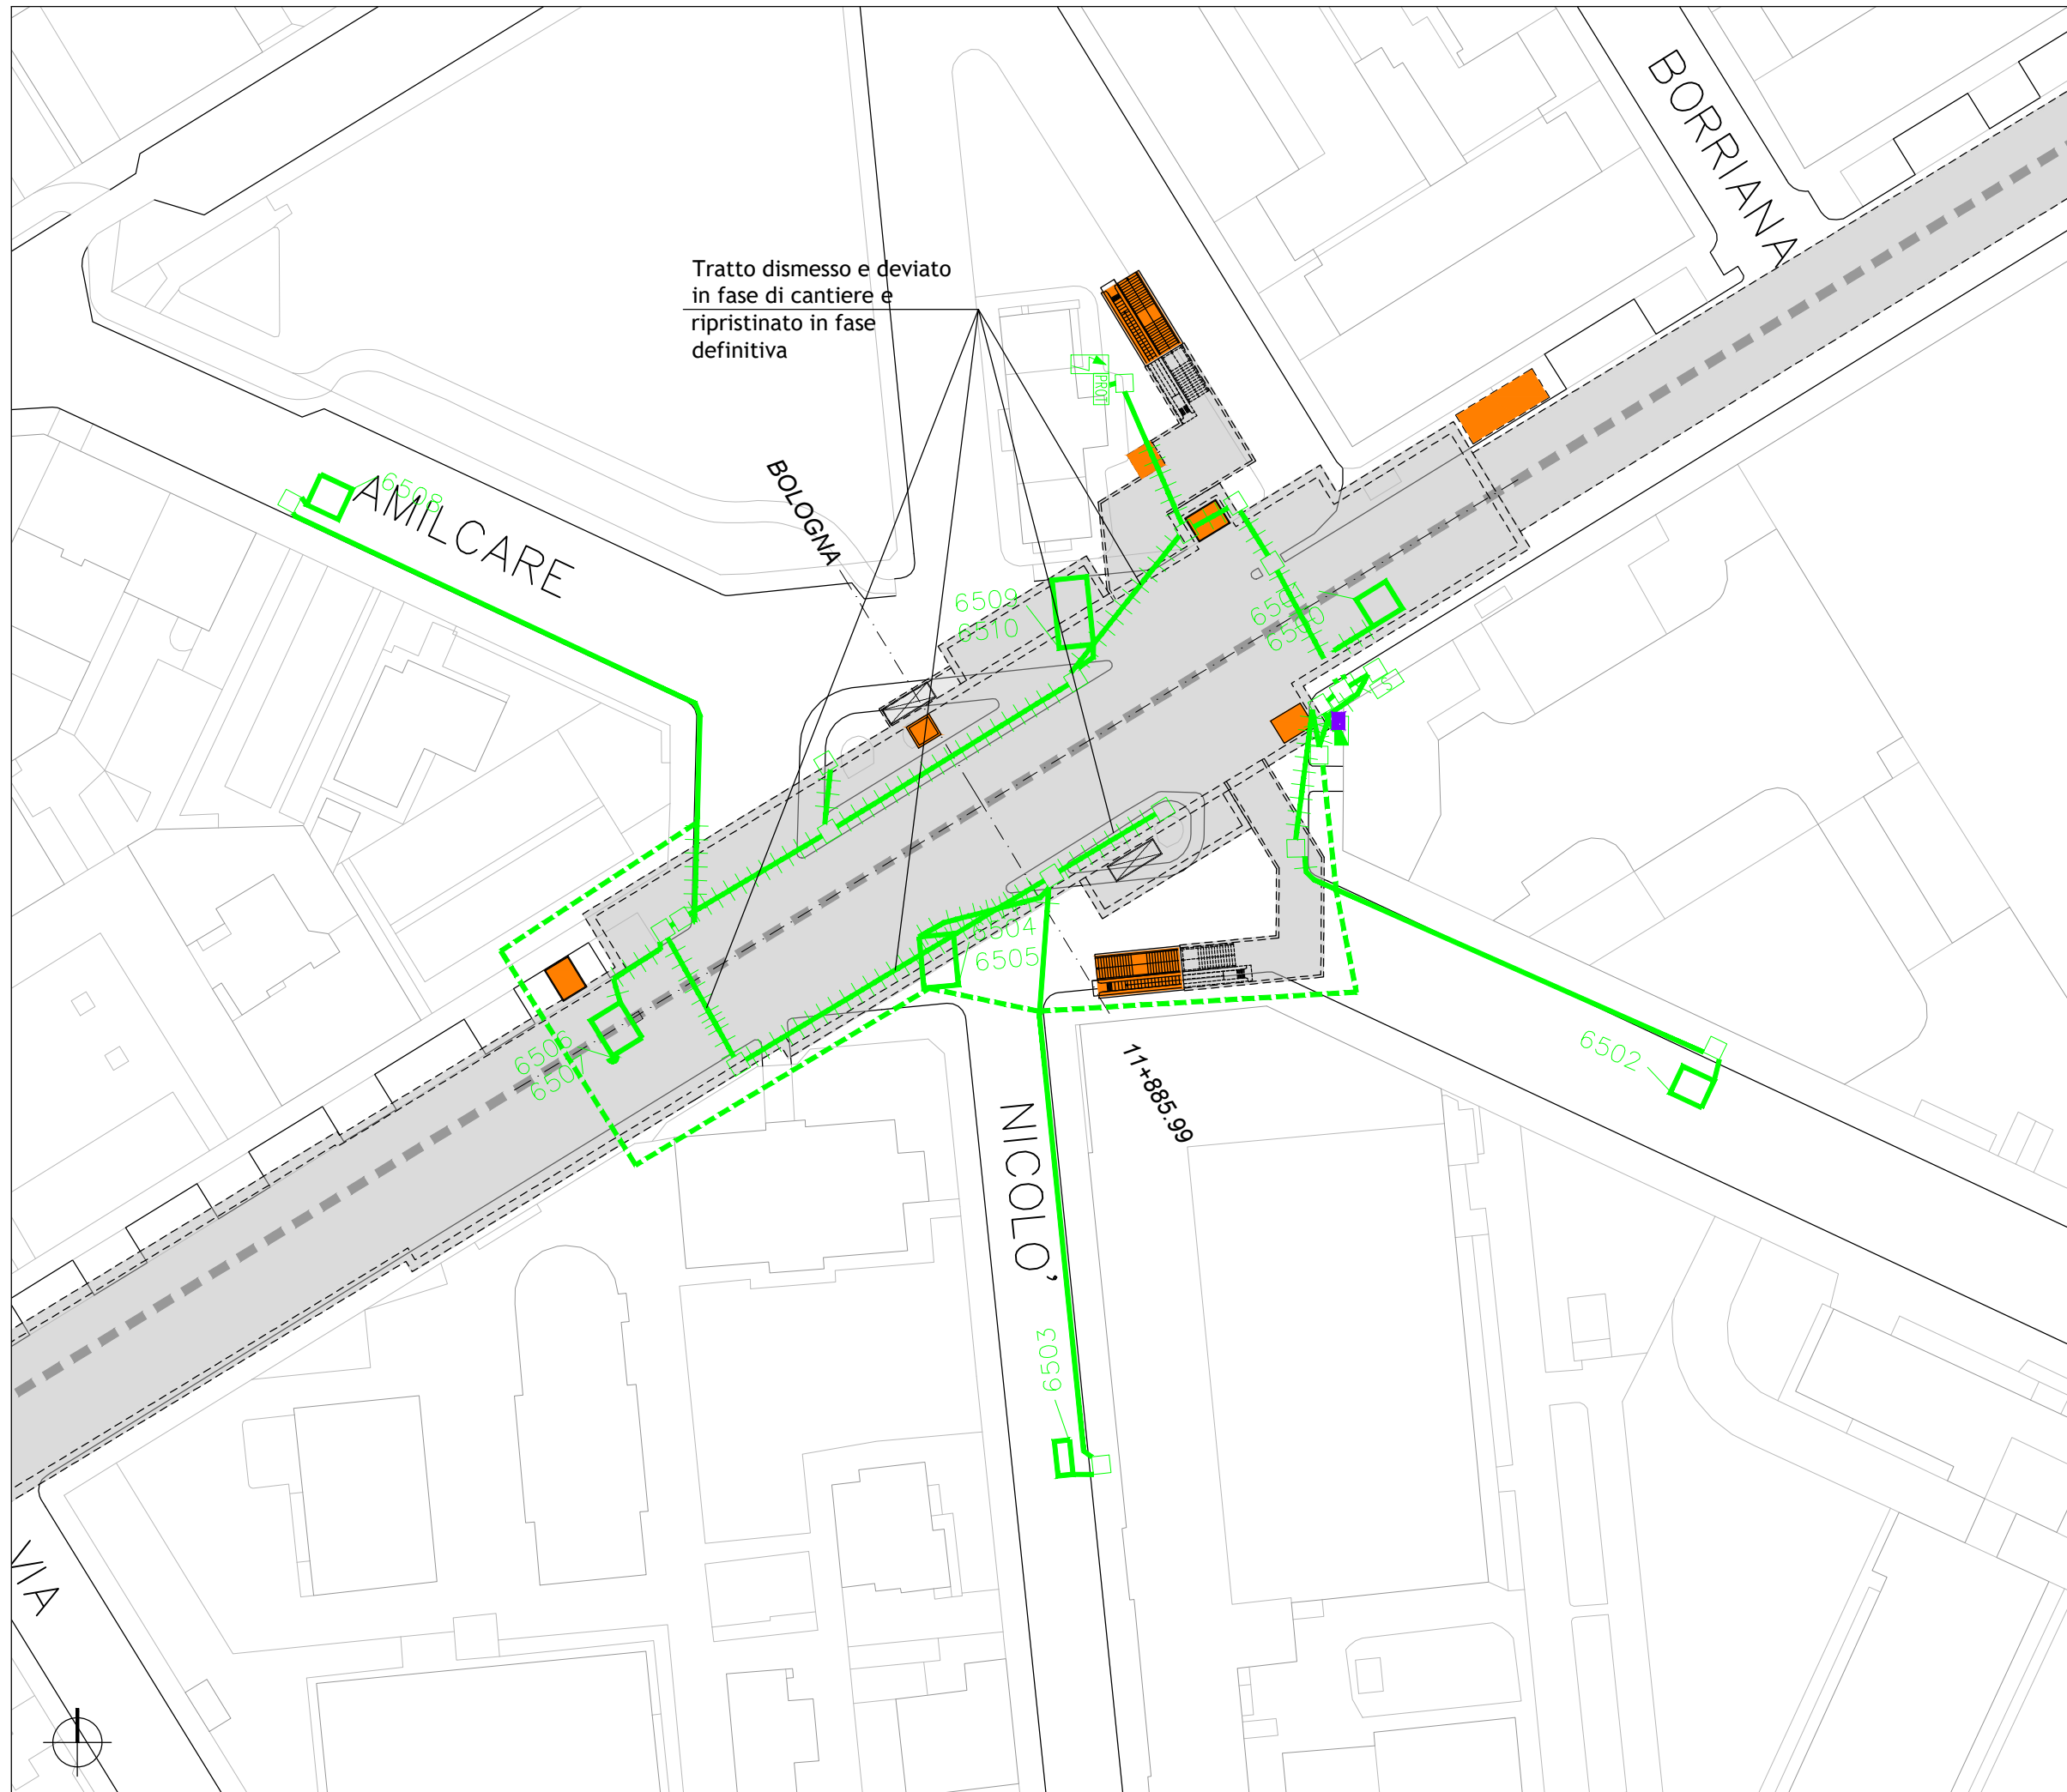 BORRIANA
Tratto dismesso e deviato
in fase di cantiere e
ripristinato in fase
definitiva
PROT
BOLOGNA
6508
AMILCARE
6509
6510
6504
6505
6506
6502
11+885.99
NICOLO'
6503
VIA